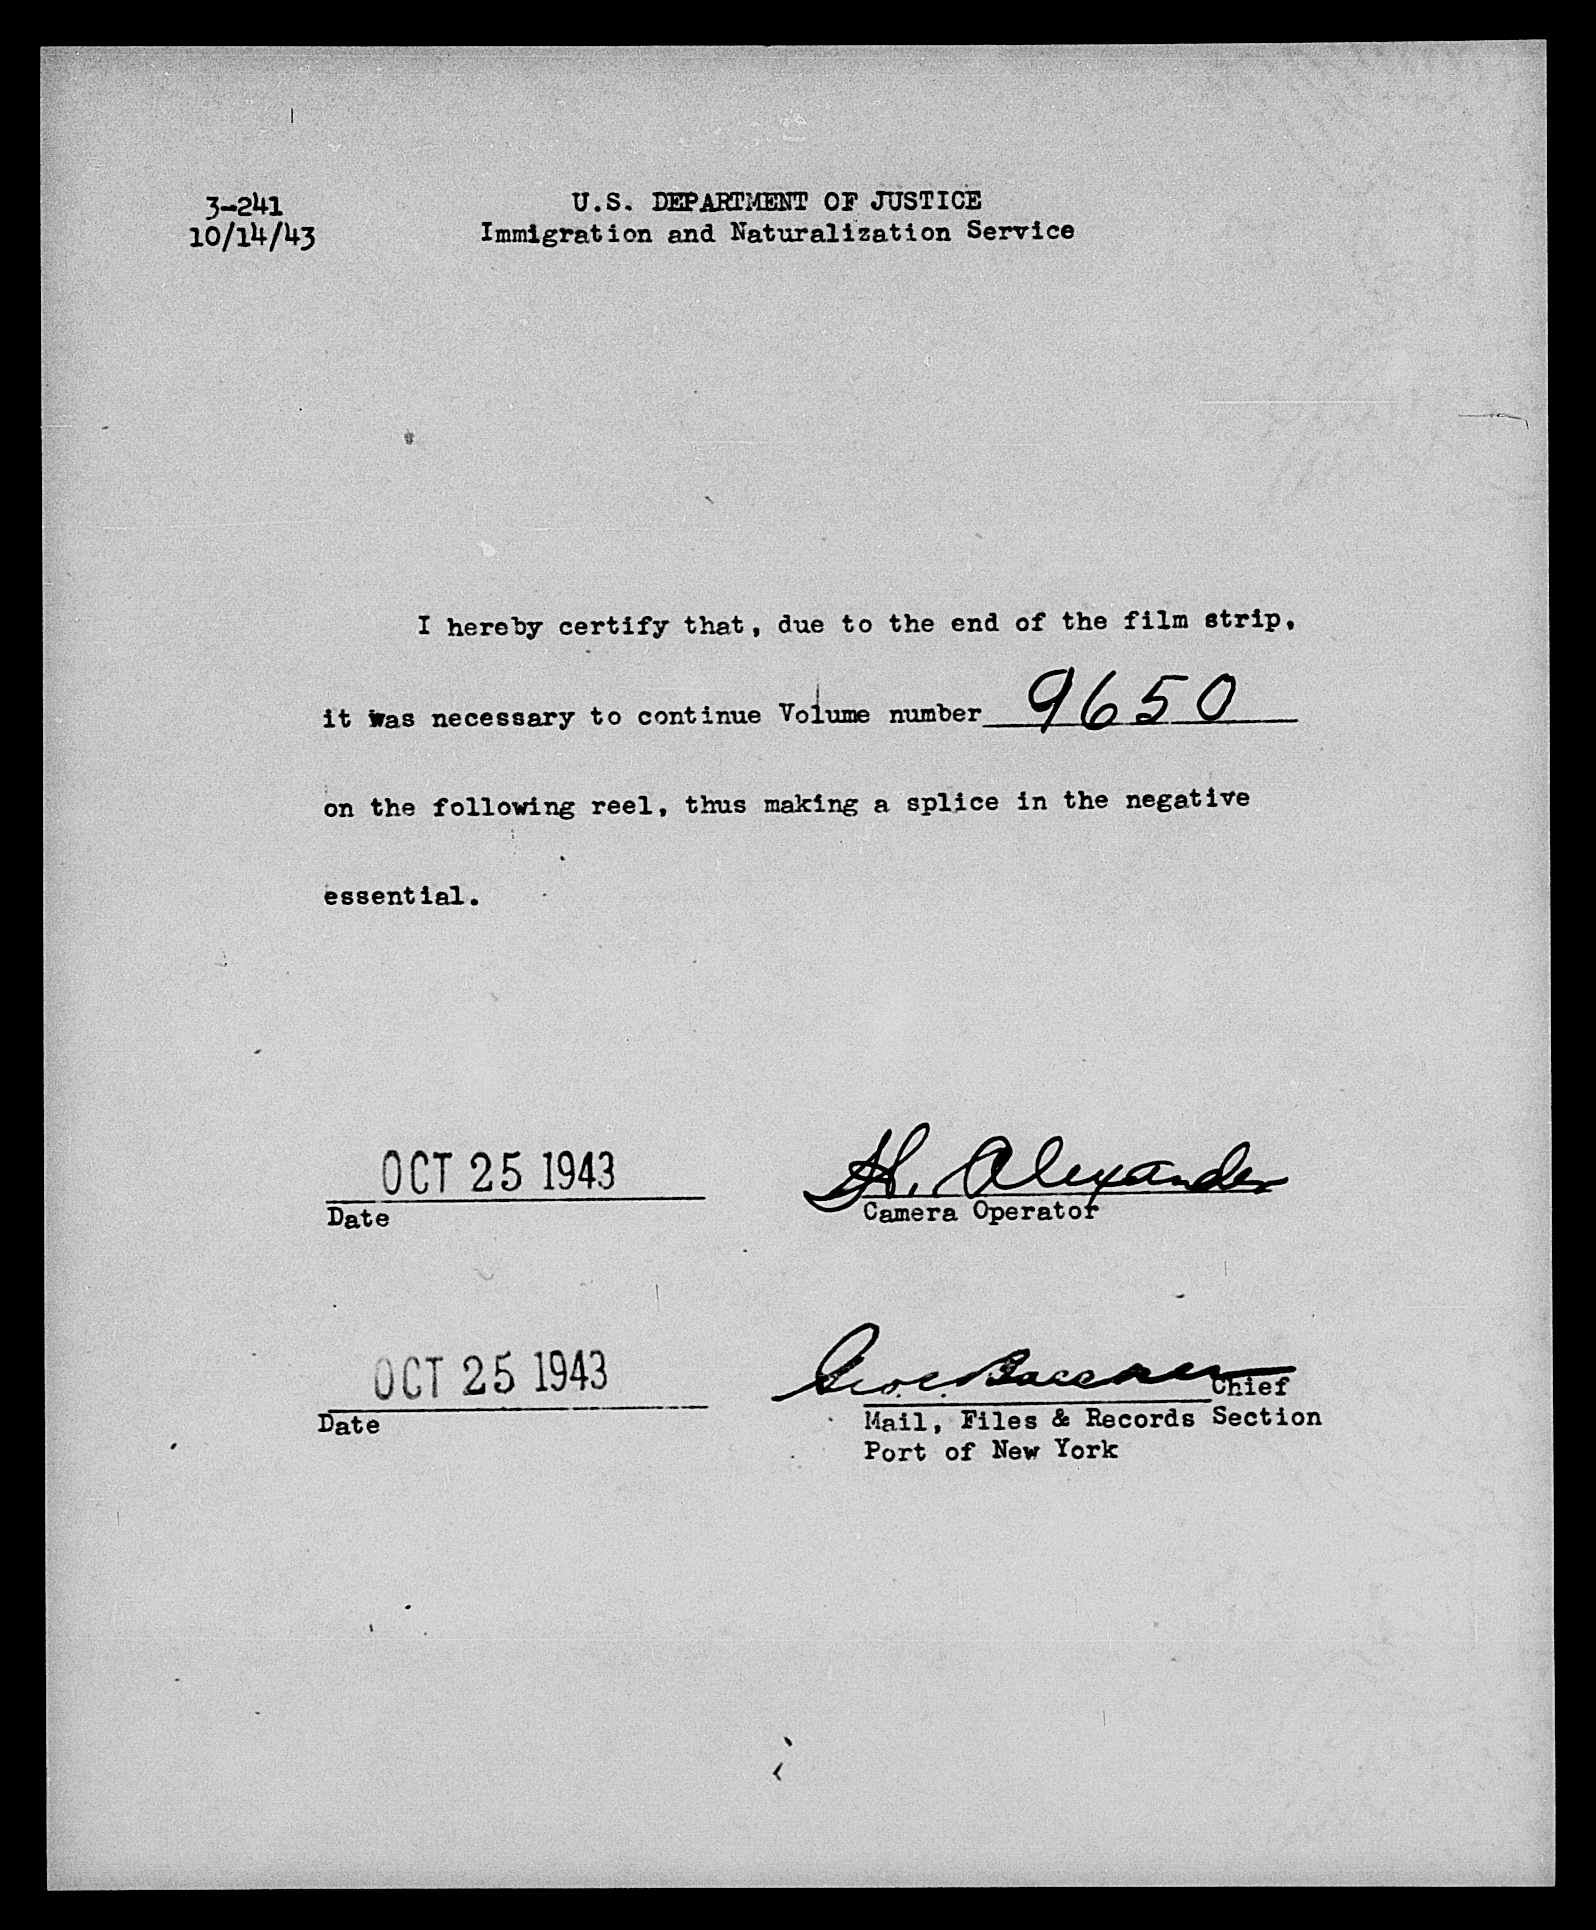 3-241
10/14/43
U.S. DEPARTMENT OF JUSTICE
Immigration and Naturalization Service
I hereby certify that, due to the end of the film strip,
it was necessary to continue Volume number 9650
on the following reel, thus making a splice in the negative
essential.
OCT 25 1943
Date
H. Alexander
Camera Operator
OCT 25 1943
Date
Chief
Mail, Files & Records Section
Port of New York